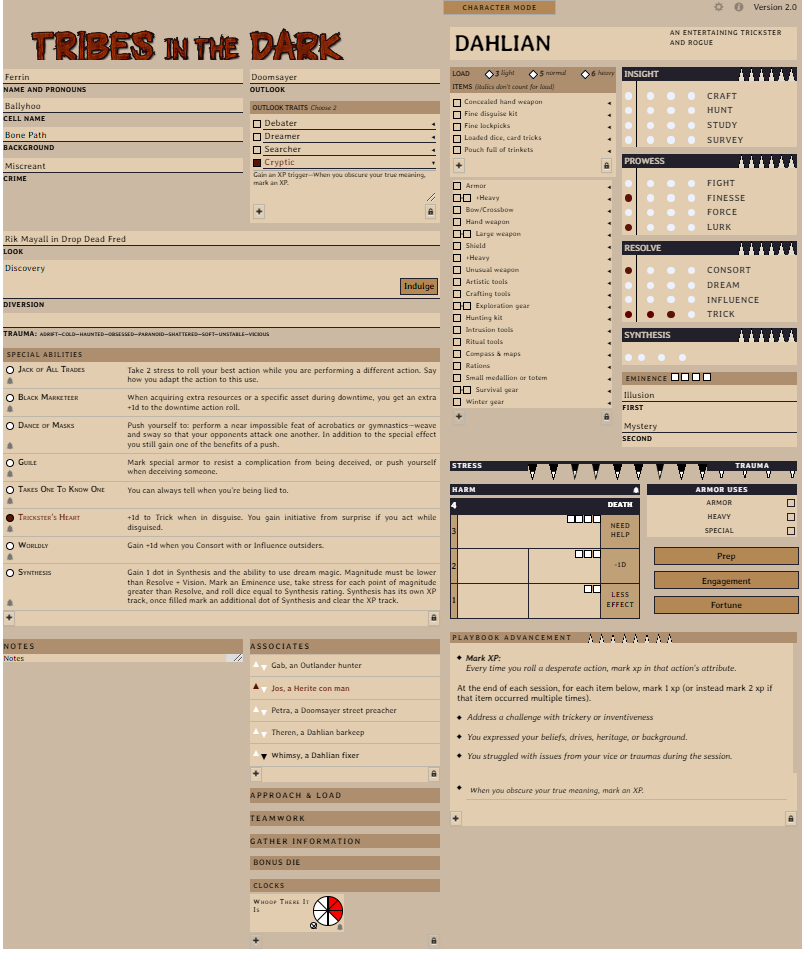 CHARACTER MODE
Version 2.0
TRIBES IN THE DARK
Ferrin
NAME AND PRONOUNS
Ballyhoo
CELL NAME
Bone Path
BACKGROUND
Miscreant
CRIME
Doomsayer
OUTLOOK
OUTLOOK TRAITS Choose 2
Debater
Dreamer
Searcher
Cryptic
Gain an XP trigger—When you obscure your true meaning,
mark an XP.
Rik Mayall in Drop Dead Fred
LOOK
Discovery
Indulge
DIVERSION
TRAUMA: ADRIFT—COLD—HAUNTED—OBSESSED—PARANOID—SHATTERED—SOFT—UNSTABLE—VICIOUS
SPECIAL ABILITIES
Jack of All Trades
Take 2 stress to roll your best action while you are performing a different action. Say
how you adapt the action to this use.
Black Marketeer
When acquiring extra resources or a specific asset during downtime, you get an extra
+1d to the downtime action roll.
Dance of Masks
Push yourself to: perform a near impossible feat of acrobatics or gymnastics—weave
and sway so that your opponents attack one another. In addition to the special effect
you still gain one of the benefits of a push.
Guile
Mark special armor to resist a complication from being deceived, or push yourself
when deceiving someone.
Takes One To Know One
You can always tell when you're being lied to.
Trickster's Heart
+1d to Trick when in disguise. You gain initiative from surprise if you act while
disguised.
Worldly
Gain +1d when you Consort with or Influence outsiders.
Synthesis
Gain 1 dot in Synthesis and the ability to use dream magic. Magnitude must be lower
than Resolve + Vision. Mark an Eminence use, take stress for each point of magnitude
greater than Resolve, and roll dice equal to Synthesis rating. Synthesis has its own XP
track, once filled mark an additional dot of Synthesis and clear the XP track.
NOTES
Notes
ASSOCIATES
Gab, an Outlander hunter
Jos, a Herite con man
Petra, a Doomsayer street preacher
Theren, a Dahlian barkeep
Whimsy, a Dahlian fixer
APPROACH & LOAD
TEAMWORK
GATHER INFORMATION
BONUS DIE
CLOCKS
Whoop There It
Is
DAHLIAN
AN ENTERTAINING TRICKSTER
AND ROGUE
LOAD 3 light 5 normal 6 heavy
ITEMS (italics don't count for load)
Concealed hand weapon
Fine disguise kit
Fine lockpicks
Loaded dice, card tricks
Pouch full of trinkets
Armor
+Heavy
Bow/Crossbow
Hand weapon
Large weapon
Shield
+Heavy
Unusual weapon
Artistic tools
Crafting tools
Exploration gear
Hunting kit
Intrusion tools
Ritual tools
Compass & maps
Rations
Small medallion or totem
Survival gear
Winter gear
INSIGHT
CRAFT
HUNT
STUDY
SURVEY
PROWESS
FIGHT
FINESSE
FORCE
LURK
RESOLVE
CONSORT
DREAM
INFLUENCE
TRICK
SYNTHESIS
EMINENCE
Illusion
FIRST
Mystery
SECOND
STRESS
TRAUMA
HARM
4 DEATH
3 NEED
HELP
2 -1D
1 LESS
EFFECT
ARMOR USES
ARMOR
HEAVY
SPECIAL
Prep
Engagement
Fortune
PLAYBOOK ADVANCEMENT
Mark XP:
Every time you roll a desperate action, mark xp in that action's attribute.
At the end of each session, for each item below, mark 1 xp (or instead mark 2 xp if
that item occurred multiple times).
Address a challenge with trickery or inventiveness
You expressed your beliefs, drives, heritage, or background.
You struggled with issues from your vice or traumas during the session.
When you obscure your true meaning, mark an XP.